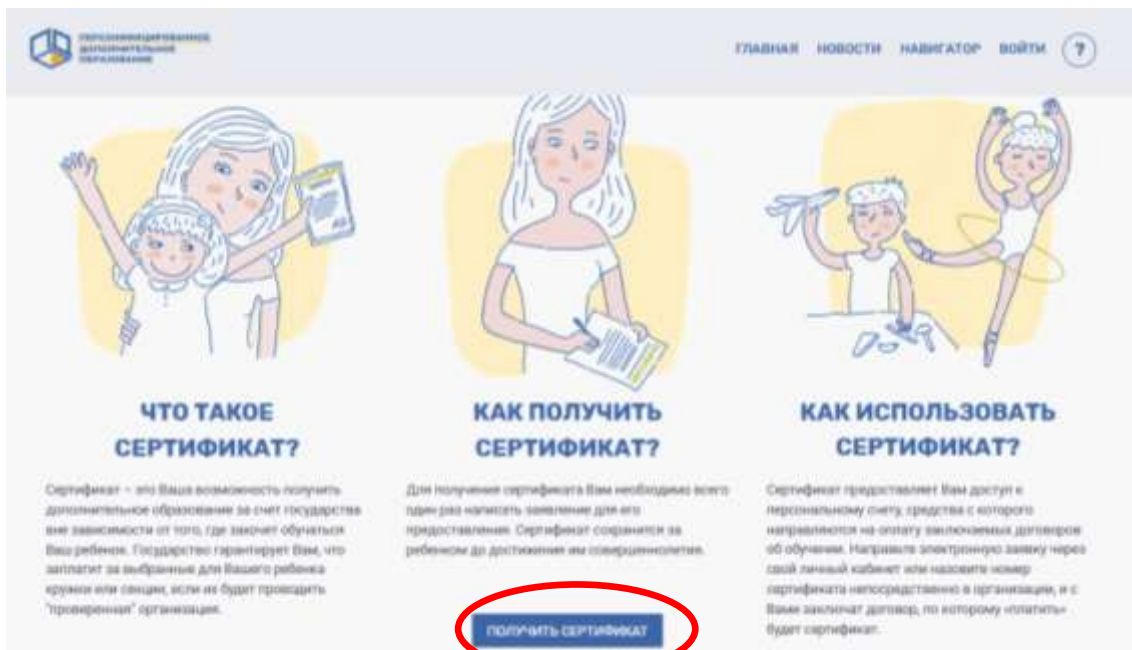 ПЕРСОНИФИЦИРОВАННОЕ
ДОПОЛНИТЕЛЬНОЕ
ОБРАЗОВАНИЕ
ГЛАВНАЯ НОВОСТИ НАВИГАТОР ВОЙТИ ?
ЧТО ТАКОЕ
СЕРТИФИКАТ?
Сертификат – это Ваша возможность получить
дополнительное образование за счет государства
вне зависимости от того, где захочет обучаться
Ваш ребенок. Государство гарантирует Вам, что
заплатит за выбранные для Вашего ребенка
кружки или секции, если их будет проводить
"проверенная" организация.
КАК ПОЛУЧИТЬ
СЕРТИФИКАТ?
Для получения сертификата Вам необходимо всего
один раз написать заявление для его
предоставления. Сертификат сохранится за
ребенком до достижения им совершеннолетия.
ПОЛУЧИТЬ СЕРТИФИКАТ
КАК ИСПОЛЬЗОВАТЬ
СЕРТИФИКАТ?
Сертификат предоставляет Вам доступ к
персональному счету, средства с которого
направляются на оплату заключаемых договоров
об обучении. Направьте электронную заявку через
свой личный кабинет или назовите номер
сертификата непосредственно в организации, и с
Вами заключат договор, по которому «платить»
будет сертификат.